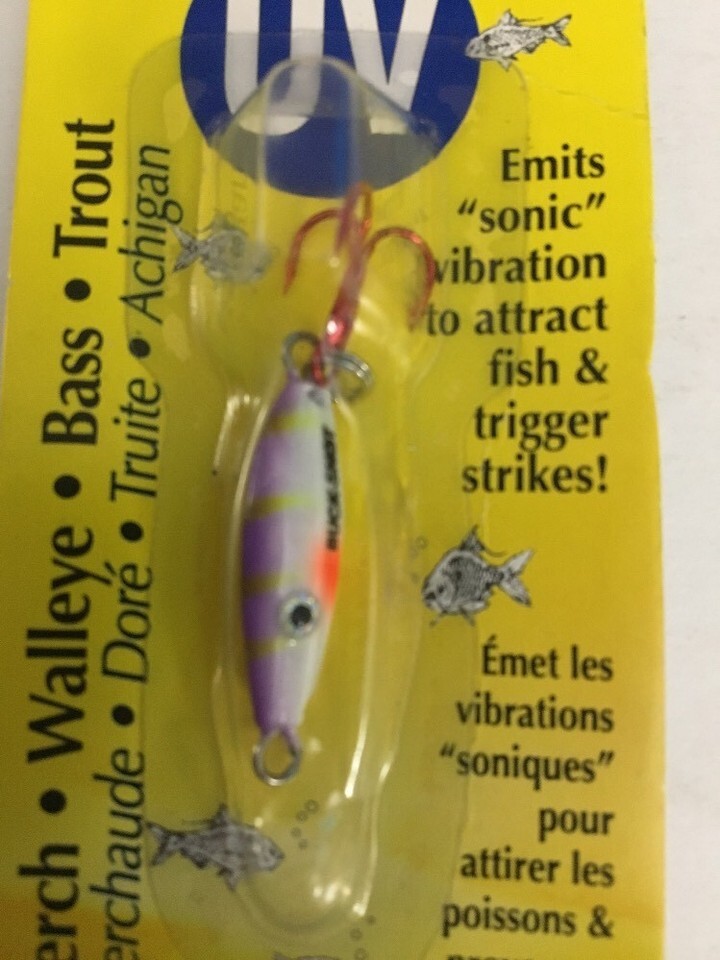 UV
Emits
“sonic”
vibration
to attract
fish &
trigger
strikes!
Émet les
vibrations
“soniques”
pour
attirer les
poissons &
erch • Walleye • Bass • Trout
erchaude • Doré • Truite • Achigan
BUCKSHOT